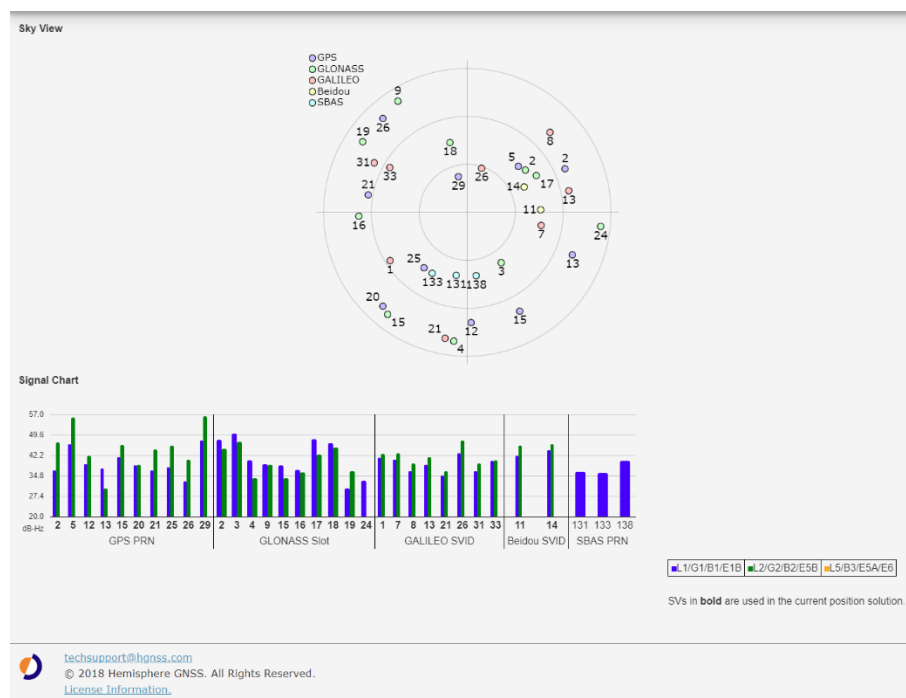 Sky View
GPS
GLONASS
GALILEO
Beidou
SBAS
9
26
19
8
18
5 2 2
31
33
26
17
14
29
21
13
11
16
7
24
1
25
3
13
133 131 138
20
15
15
12
21
4
Signal Chart
57.0
49.6
42.2
34.8
27.4
20.0
dB-Hz
2 5 12 13 15 20 21 25 26 29 2 3 4 9 15 16 17 18 19 24 1 7 8 13 21 26 31 33 11 14 131 133 138
GPS PRN GLONASS Slot GALILEO SVID Beidou SVID SBAS PRN
L1/G1/B1/E1B L2/G2/B2/E5B L5/B3/E5A/E6
SVs in bold are used in the current position solution.
techsupport@hgnss.com
© 2018 Hemisphere GNSS. All Rights Reserved.
License Information.